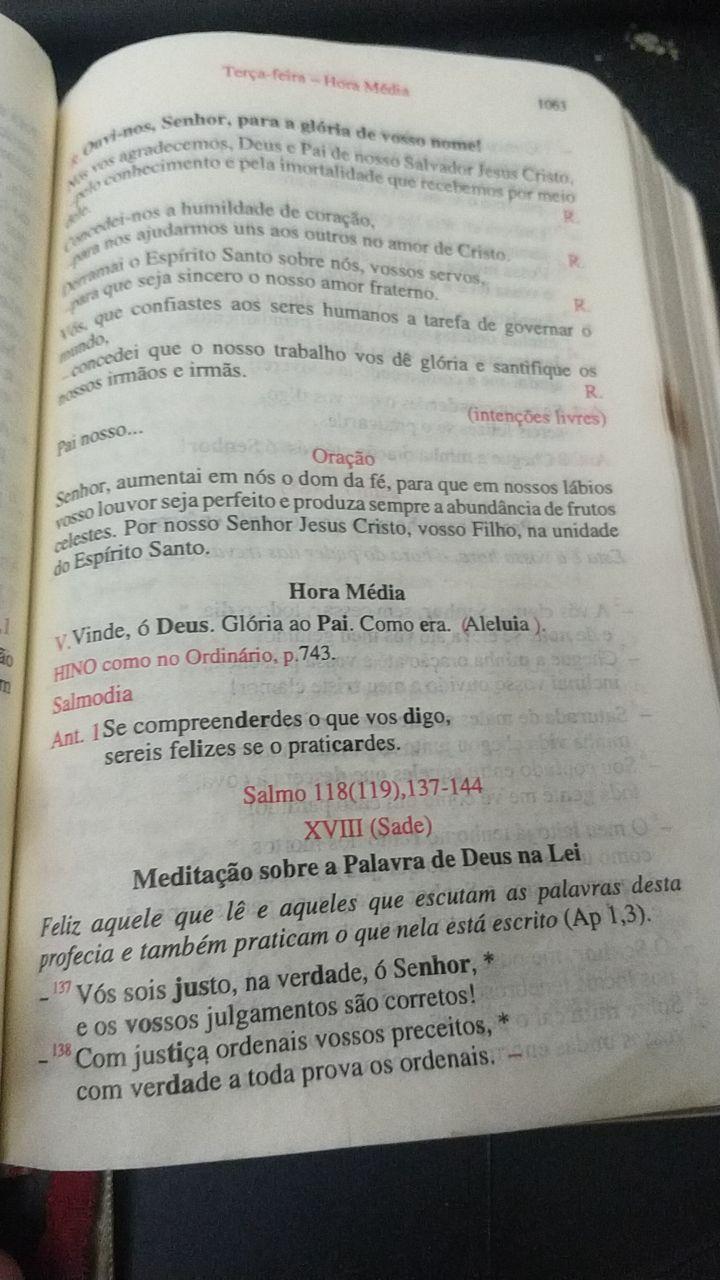 Terça-feira – Hora Média 1063
R. Ouvi-nos, Senhor, para a glória de vosso nome!
Nós vos agradecemos, Deus e Pai de nosso Salvador Jesus Cristo,
– pelo conhecimento e pela imortalidade que recebemos por meio
dele. R.
Concedei-nos a humildade de coração,
– para nos ajudarmos uns aos outros no amor de Cristo. R.
Derramai o Espírito Santo sobre nós, vossos servos,
– para que seja sincero o nosso amor fraterno. R.
Vós, que confiastes aos seres humanos a tarefa de governar o
mundo,
– concedei que o nosso trabalho vos dê glória e santifique os
nossos irmãos e irmãs. R.
(intenções livres)
Pai nosso...
Oração
Senhor, aumentai em nós o dom da fé, para que em nossos lábios
vosso louvor seja perfeito e produza sempre a abundância de frutos
celestes. Por nosso Senhor Jesus Cristo, vosso Filho, na unidade
do Espírito Santo.
Hora Média
V. Vinde, ó Deus. Glória ao Pai. Como era. (Aleluia ).
HINO como no Ordinário, p.743.
Salmodia
Ant. 1 Se compreenderdes o que vos digo,
sereis felizes se o praticardes.
Salmo 118(119),137-144
XVIII (Sade)
Meditação sobre a Palavra de Deus na Lei
Feliz aquele que lê e aqueles que escutam as palavras desta
profecia e também praticam o que nela está escrito (Ap 1,3).
–137 Vós sois justo, na verdade, ó Senhor, *
e os vossos julgamentos são corretos!
–138 Com justiça ordenais vossos preceitos, *
com verdade a toda prova os ordenais. –